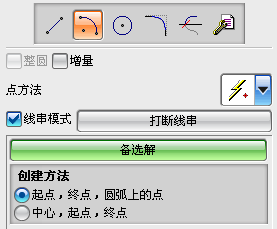 整圆 增量
点方法
线串模式 打断线串
备选解
创建方法
起点，终点，圆弧上的点
中心，起点，终点